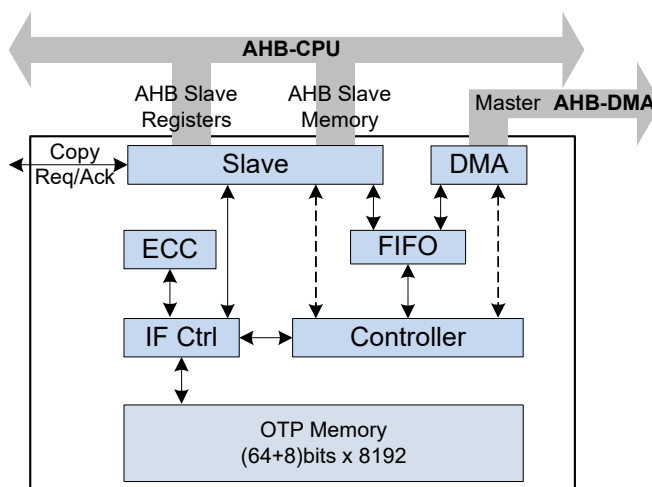 AHB-CPU
AHB Slave
Registers
AHB Slave
Memory
Master AHB-DMA
Copy
Req/Ack
Slave
DMA
ECC
FIFO
IF Ctrl
Controller
OTP Memory
(64+8)bits x 8192